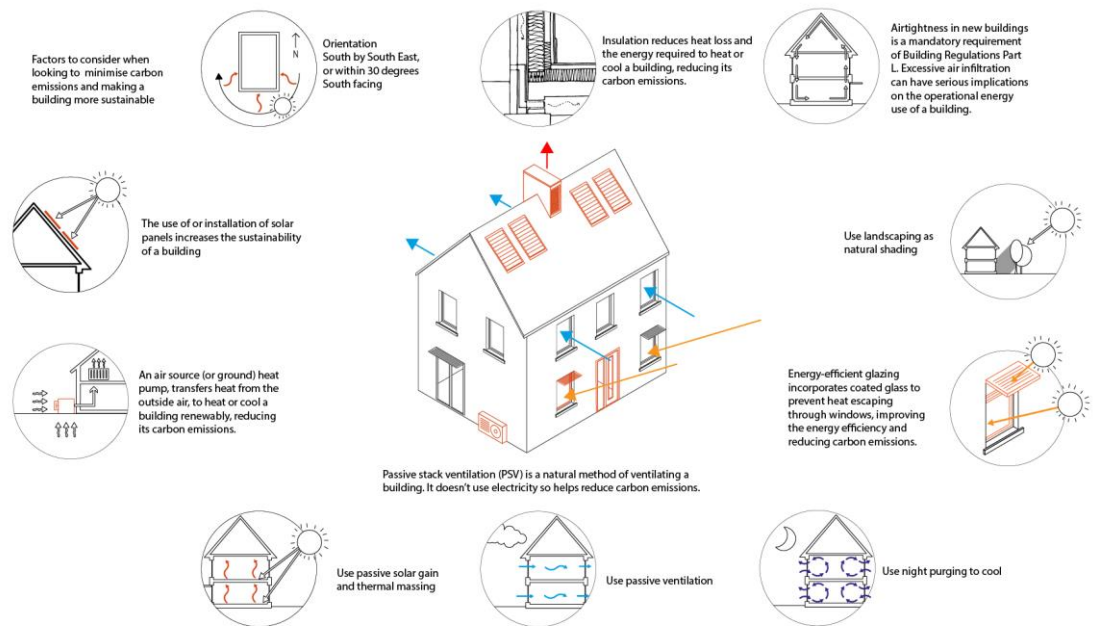 Factors to consider when
looking to minimise carbon
emissions and making a
building more sustainable
N
Orientation
South by South East,
or within 30 degrees
South facing
Insulation reduces heat loss and
the energy required to heat or
cool a building, reducing its
carbon emissions.
Airtightness in new buildings
is a mandatory requirement
of Building Regulations Part
L. Excessive air infiltration
can have serious implications
on the operational energy
use of a building.
The use of or installation of solar
panels increases the sustainability
of a building
Use landscaping as
natural shading
An air source (or ground) heat
pump, transfers heat from the
outside air, to heat or cool a
building renewably, reducing
its carbon emissions.
Energy-efficient glazing
incorporates coated glass to
prevent heat escaping
through windows, improving
the energy efficiency and
reducing carbon emissions.
Passive stack ventilation (PSV) is a natural method of ventilating a
building. It doesn't use electricity so helps reduce carbon emissions.
Use passive solar gain
and thermal massing
Use passive ventilation
Use night purging to cool